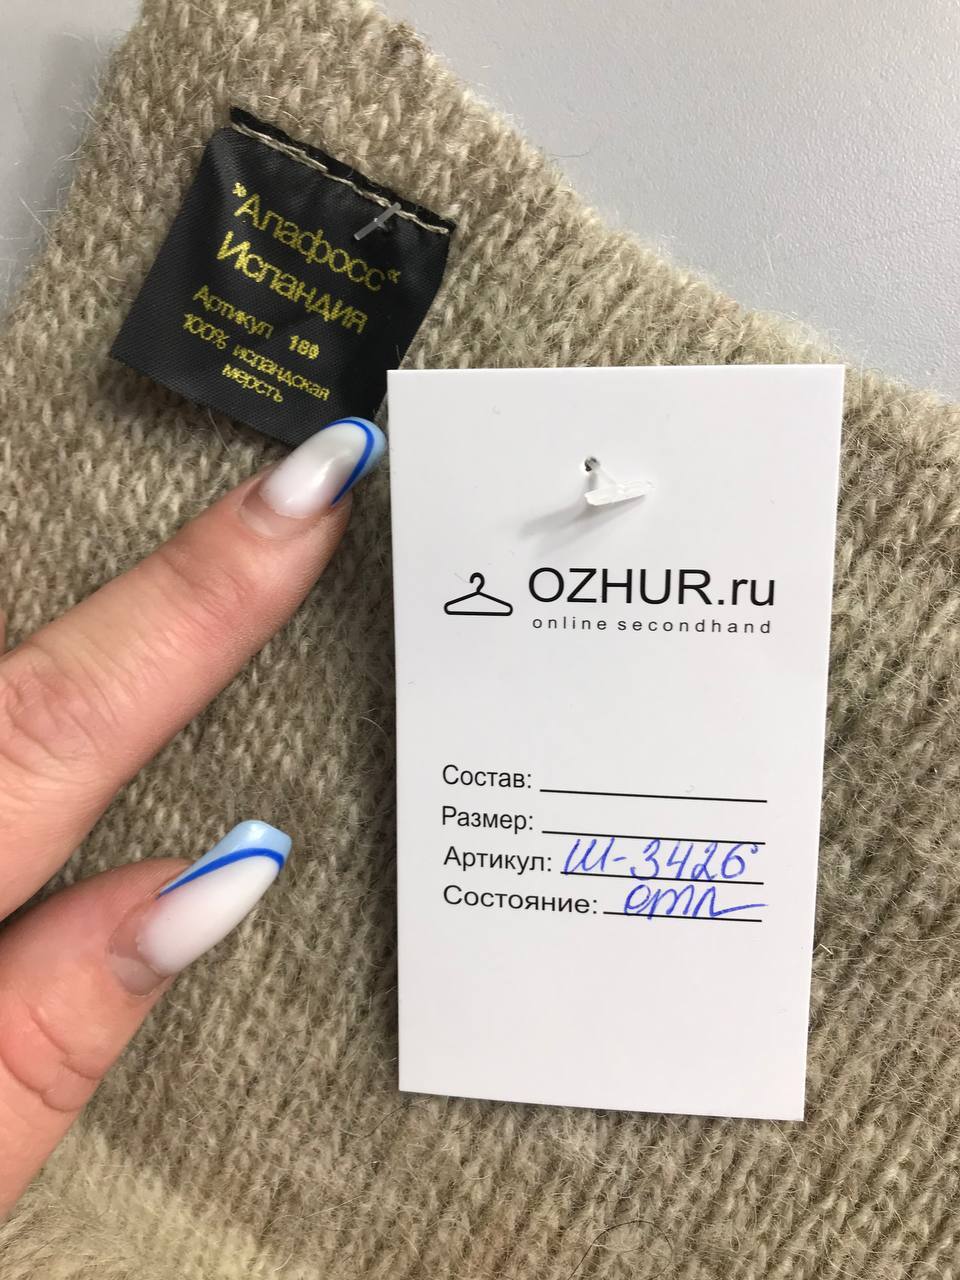 "Алафосс"
Исландия
Артикул 189
100% исландская
мерсть
OZHUR.ru
online secondhand
Состав:
Размер:
Артикул: Ш-3426
Состояние: отл